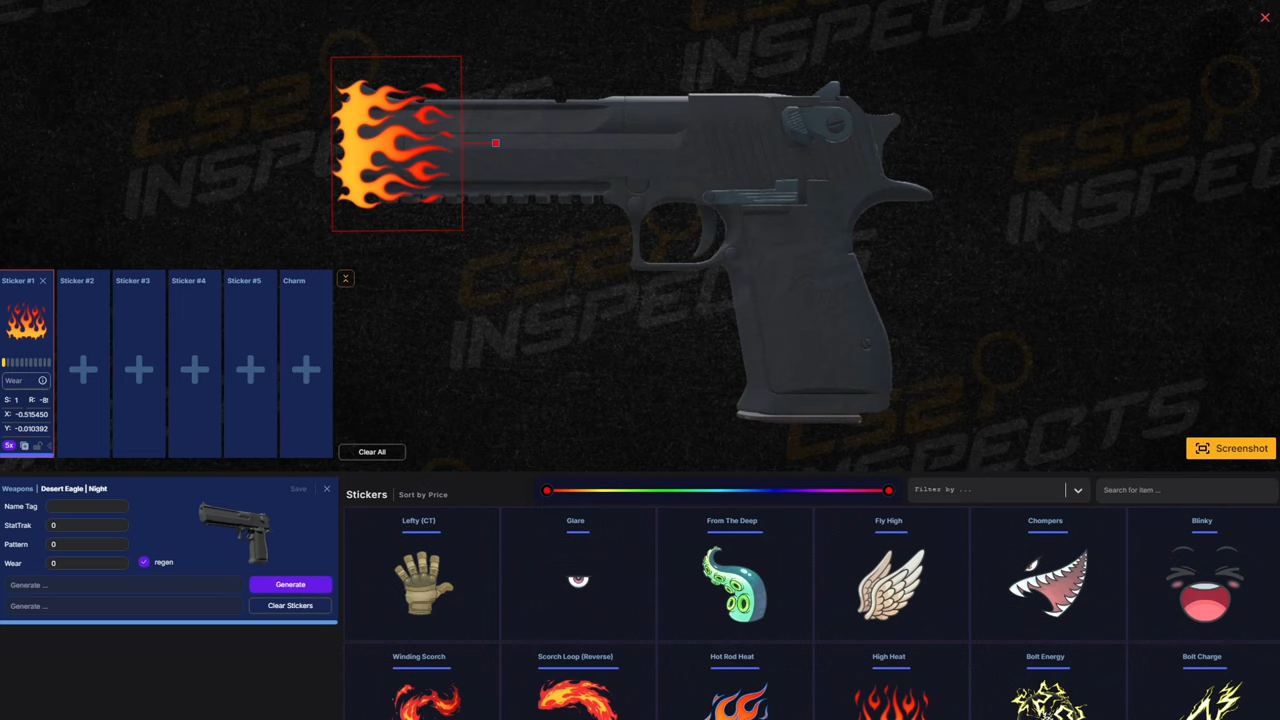 CS2 INSPECTS
Sticker #1
Sticker #2
Sticker #3
Sticker #4
Sticker #5
Charm
Wear
S: 1 R: -8
X: -0.515450
Y: -0.010392
5x
Clear All
Screenshot
Weapons | Desert Eagle | Night
Save
Name Tag
StatTrak 0
Pattern 0
Wear 0
regen
Generate ...
Generate
Generate ...
Clear Stickers
Stickers
Sort by Price
Filter by ...
Search for item ...
Lefty (CT)
Glare
From The Deep
Fly High
Chompers
Blinky
Winding Scorch
Scorch Loop (Reverse)
Hot Rod Heat
High Heat
Bolt Energy
Bolt Charge